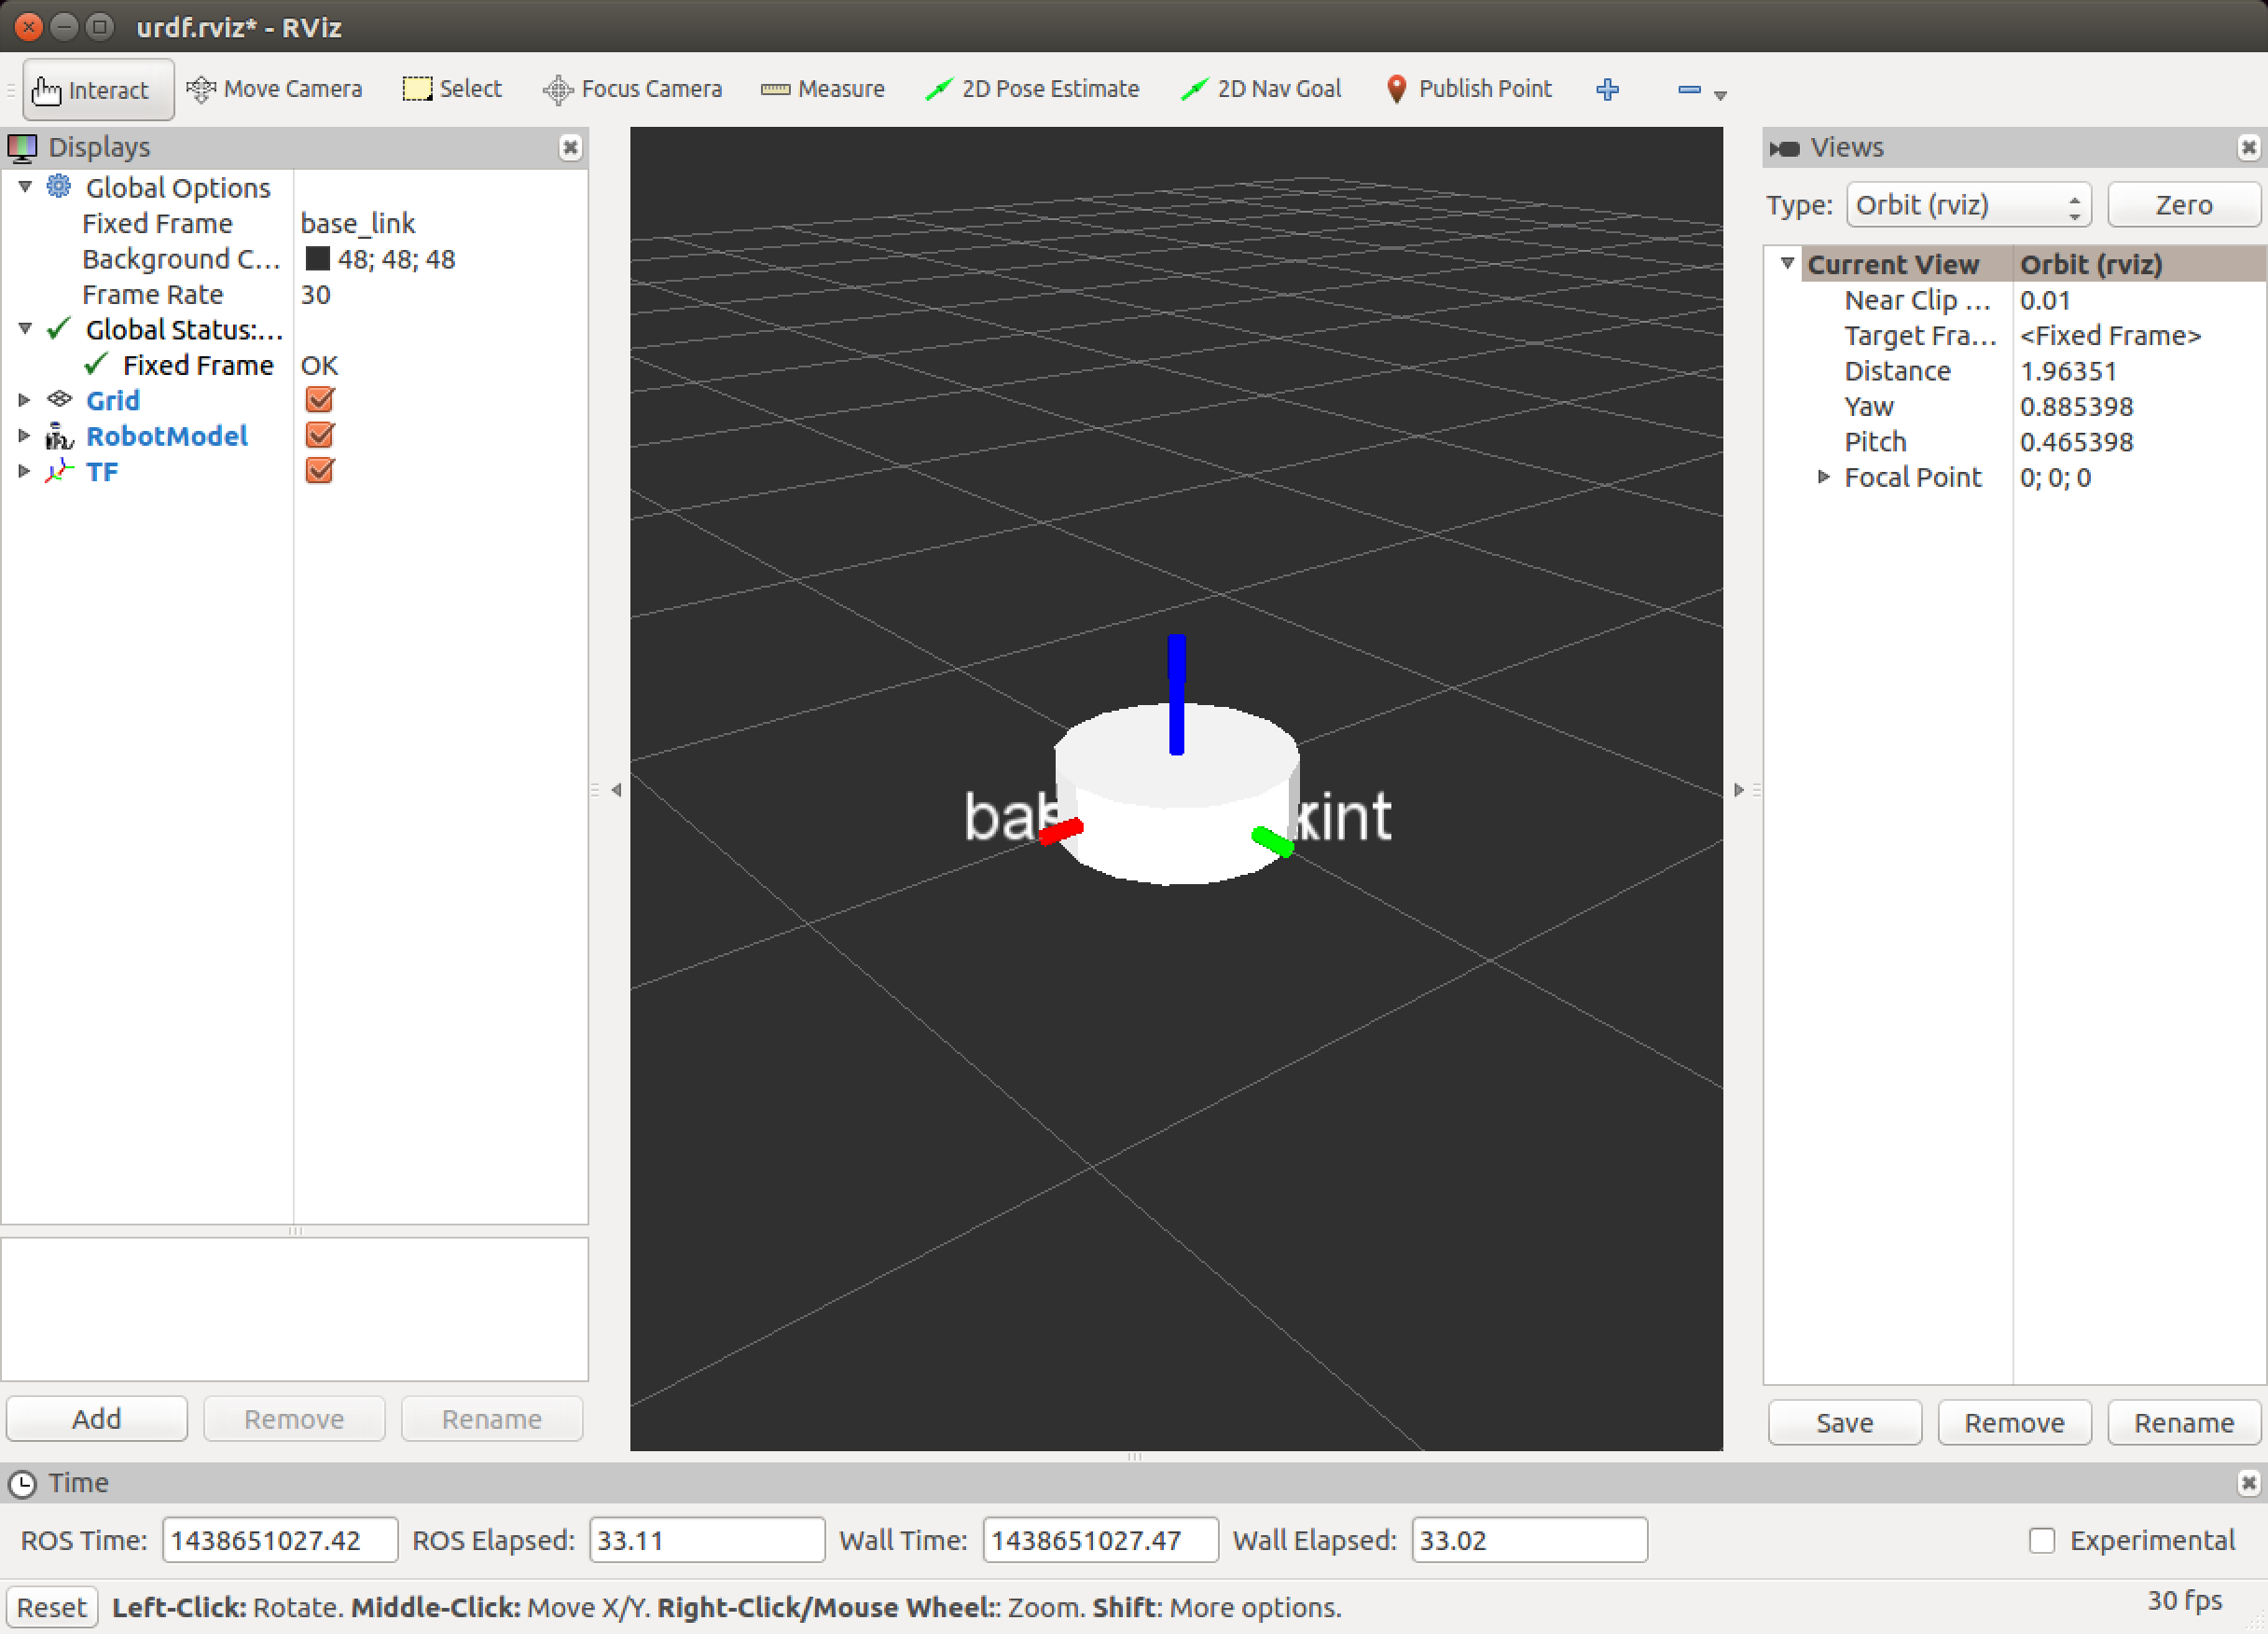 urdf.rviz* - RViz
Interact Move Camera Select Focus Camera Measure 2D Pose Estimate 2D Nav Goal Publish Point
Displays
Global Options
Fixed Frame base_link
Background C... 48; 48; 48
Frame Rate 30
Global Status:...
Fixed Frame OK
Grid
RobotModel
TF
Add Remove Rename
Views
Type: Orbit (rviz) Zero
Current View Orbit (rviz)
Near Clip ... 0.01
Target Fra... <Fixed Frame>
Distance 1.96351
Yaw 0.885398
Pitch 0.465398
Focal Point 0; 0; 0
Save Remove Rename
Time
ROS Time: 1438651027.42 ROS Elapsed: 33.11 Wall Time: 1438651027.47 Wall Elapsed: 33.02 Experimental
Reset Left-Click: Rotate. Middle-Click: Move X/Y. Right-Click/Mouse Wheel:: Zoom. Shift: More options. 30 fps